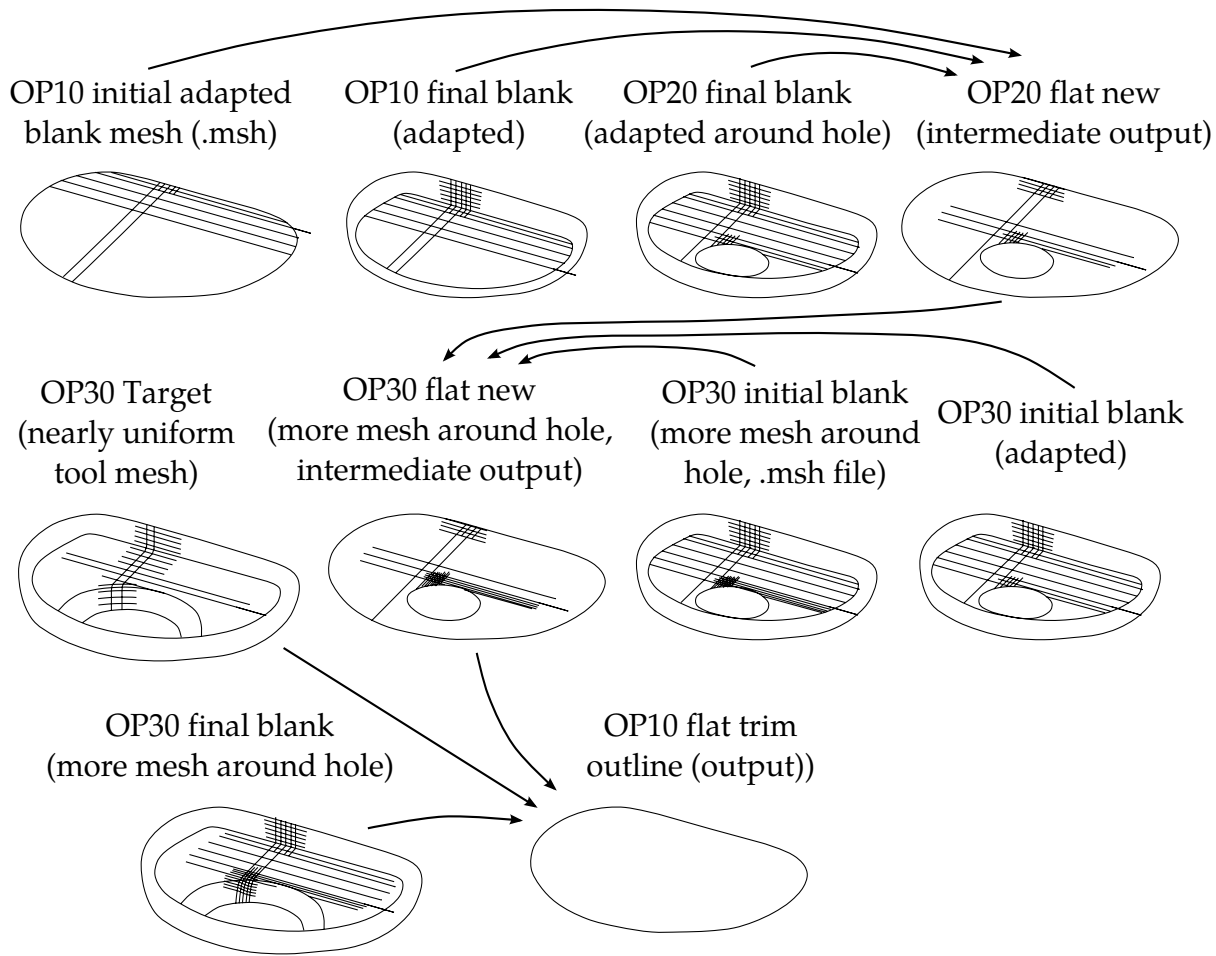 OP10 initial adapted
blank mesh (.msh)
OP10 final blank
(adapted)
OP20 final blank
(adapted around hole)
OP20 flat new
(intermediate output)
OP30 Target
(nearly uniform
tool mesh)
OP30 flat new
(more mesh around hole,
intermediate output)
OP30 initial blank
(more mesh around
hole, .msh file)
OP30 initial blank
(adapted)
OP30 final blank
(more mesh around hole)
OP10 flat trim
outline (output))